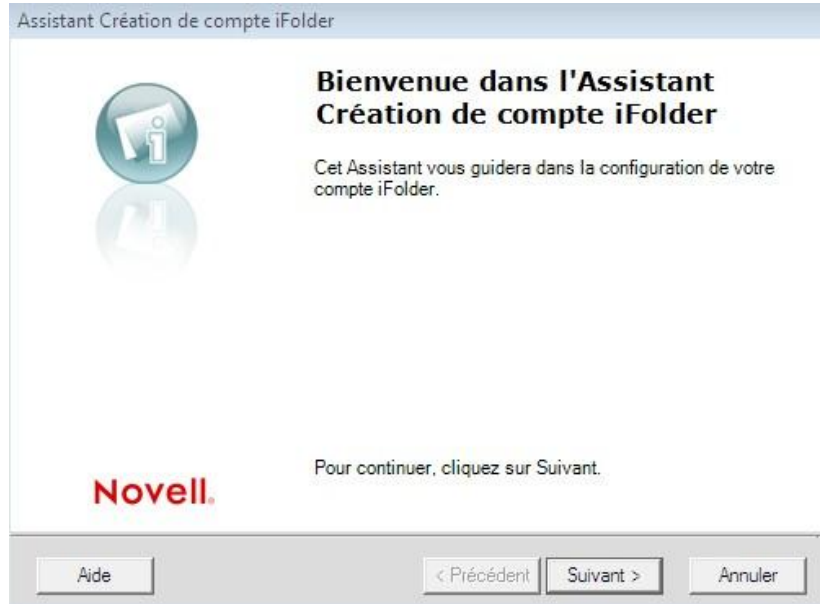 Assistant Création de compte iFolder
Bienvenue dans l'Assistant
Création de compte iFolder
Cet Assistant vous guidera dans la configuration de votre
compte iFolder.
Pour continuer, cliquez sur Suivant.
Novell®
Aide
< Précédent
Suivant >
Annuler